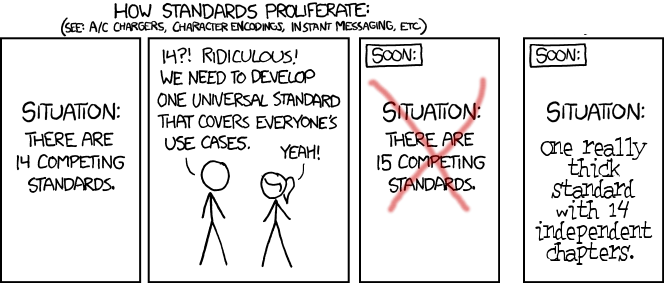 HOW STANDARDS PROLIFERATE:
(SEE: A/C CHARGERS, CHARACTER ENCODINGS, INSTANT MESSAGING, ETC.)
SITUATION:
THERE ARE
14 COMPETING
STANDARDS.
14?! RIDICULOUS!
WE NEED TO DEVELOP
ONE UNIVERSAL STANDARD
THAT COVERS EVERYONE'S
USE CASES.
YEAH!
SOON:
SITUATION:
THERE ARE
15 COMPETING
STANDARDS.
SOON:
SITUATION:
one really
thick
standard
with 14
independent
chapters.